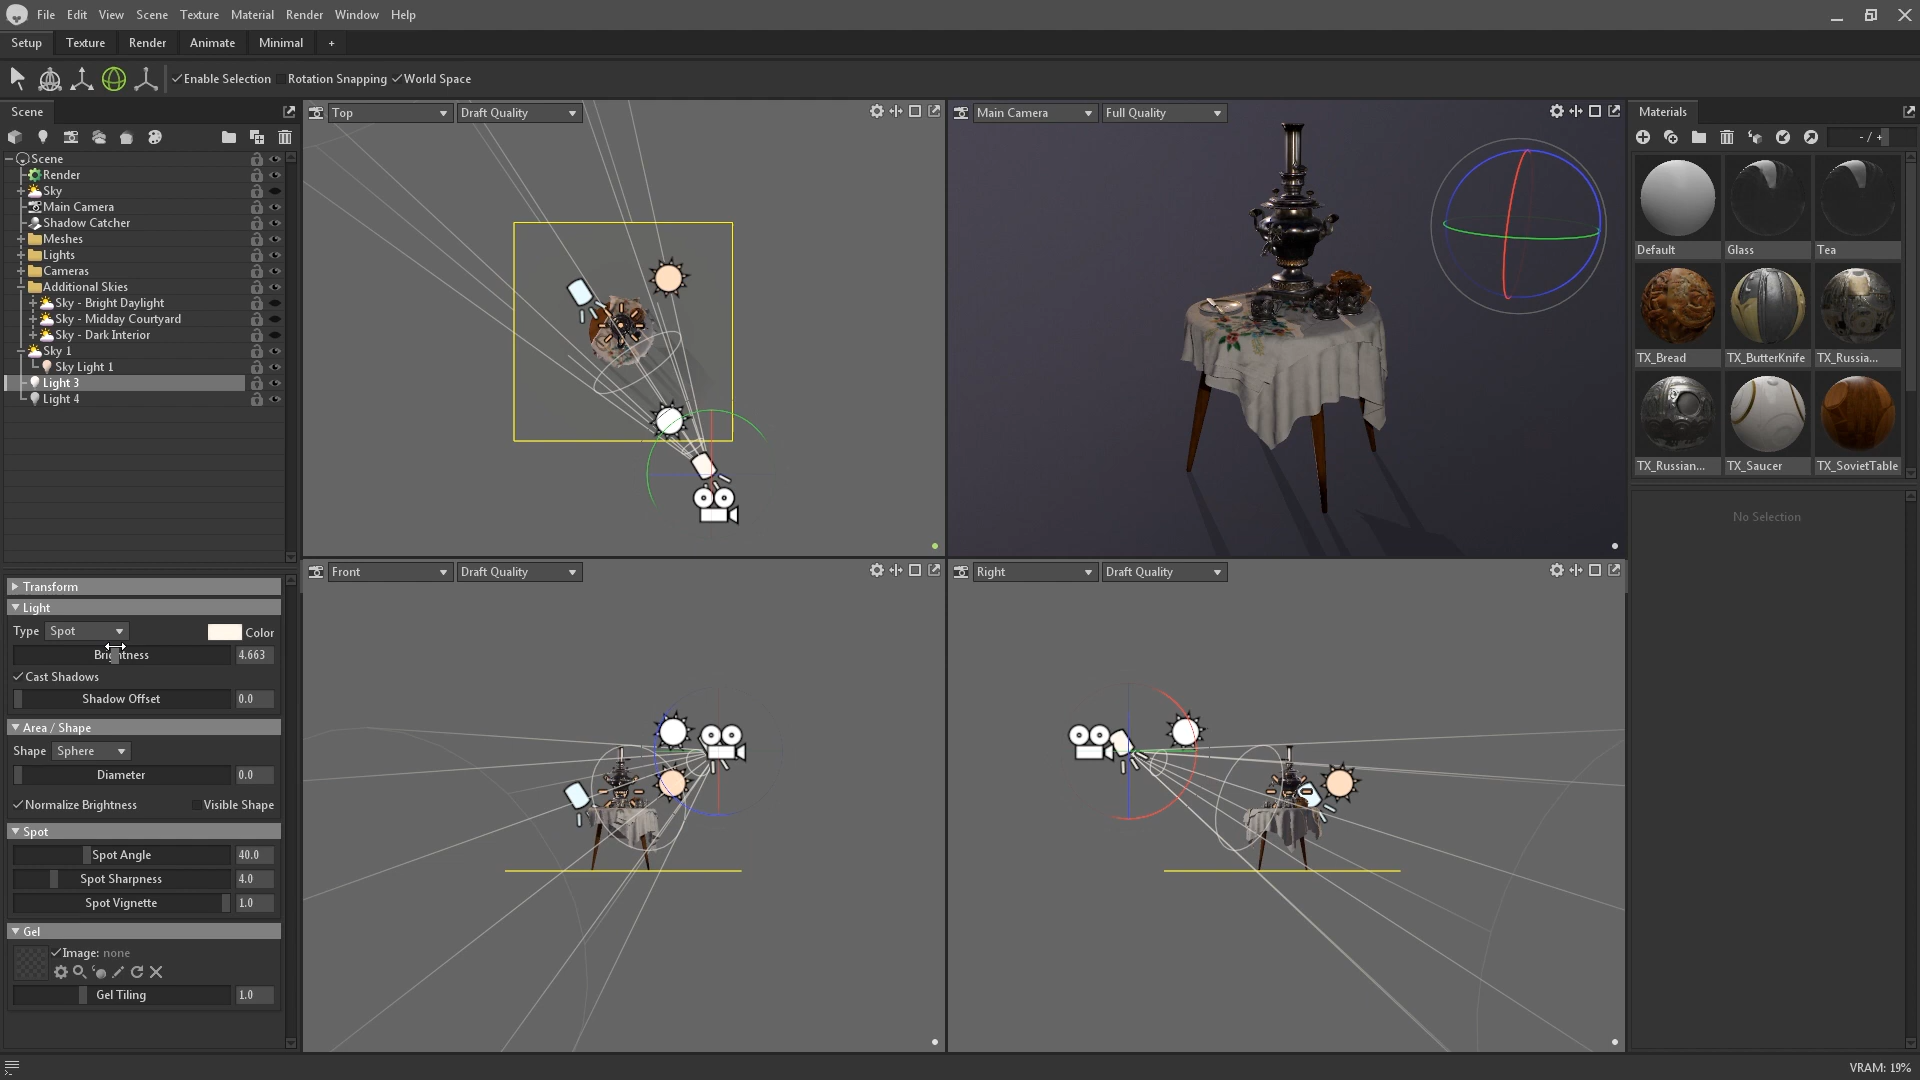 File Edit View Scene Texture Material Render Window Help
Setup Texture Render Animate Minimal +
Enable Selection Rotation Snapping World Space
Scene
Scene
Render
Sky
Main Camera
Shadow Catcher
Meshes
Lights
Cameras
Additional Skies
Sky - Bright Daylight
Sky - Midday Courtyard
Sky - Dark Interior
Sky 1
Sky Light 1
Light 3
Light 4
Transform
Light
Type Spot Color
Brightness 4.663
Cast Shadows
Shadow Offset 0.0
Area / Shape
Shape Sphere
Diameter 0.0
Normalize Brightness Visible Shape
Spot
Spot Angle 40.0
Spot Sharpness 4.0
Spot Vignette 1.0
Gel
Image: none
Gel Tiling 1.0
Top Draft Quality
Main Camera Full Quality
Front Draft Quality
Right Draft Quality
Materials
- / +
Default Glass Tea
TX_Bread TX_ButterKnife TX_Russia...
TX_Russian... TX_Saucer TX_SovietTable
No Selection
VRAM: 19%